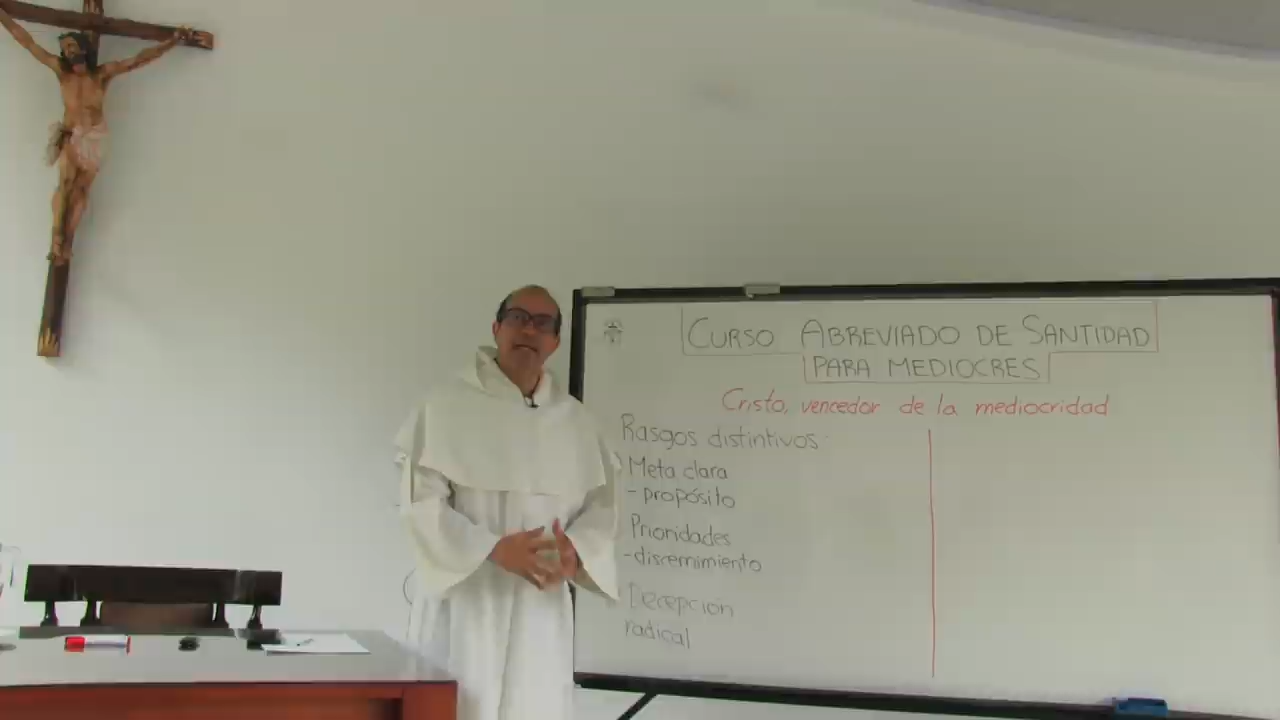 CURSO ABREVIADO DE SANTIDAD
PARA MEDIOCRES
Cristo, vencedor de la mediocridad
Rasgos distintivos:
Meta clara
- propósito
Prioridades
- discernimiento
Decepción
radical